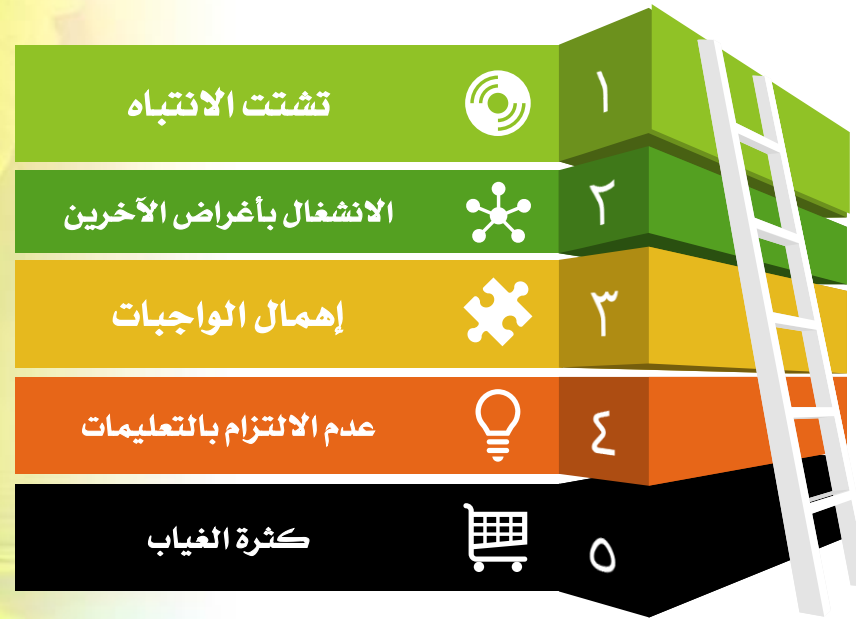 ١ تشتت الانتباه
٢ الانشغال بأغراض الآخرين
٣ إهمال الواجبات
٤ عدم الالتزام بالتعليمات
٥ كثرة الغياب